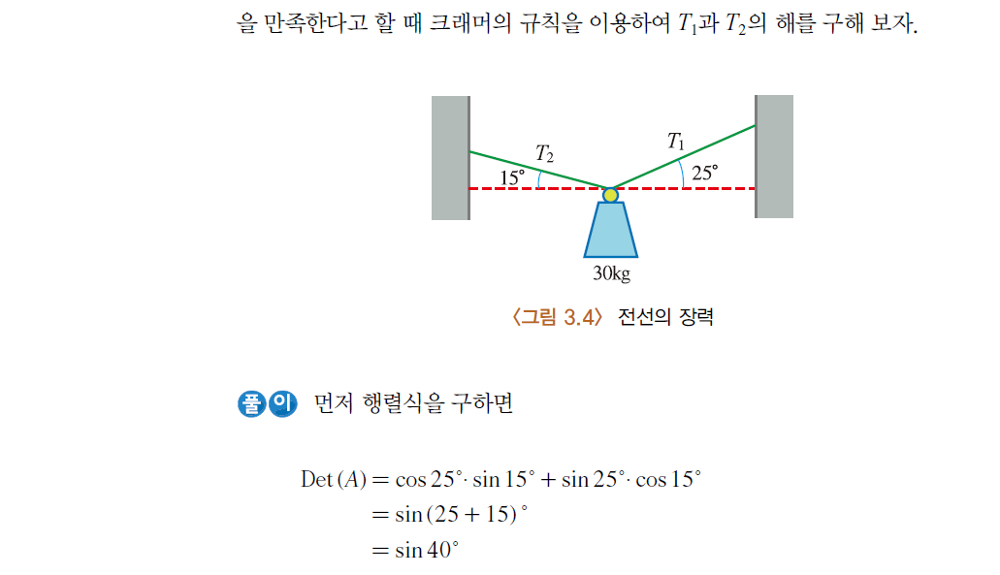 을 만족한다고 할 때 크래머의 규칙을 이용하여 T₁과 T₂의 해를 구해 보자.
T₁
T₂
15°
25°
30kg
〈그림 3.4〉 전선의 장력
풀이 먼저 행렬식을 구하면
Det (A) = cos 25°· sin 15° + sin 25°· cos 15°
= sin (25 + 15) °
= sin 40°